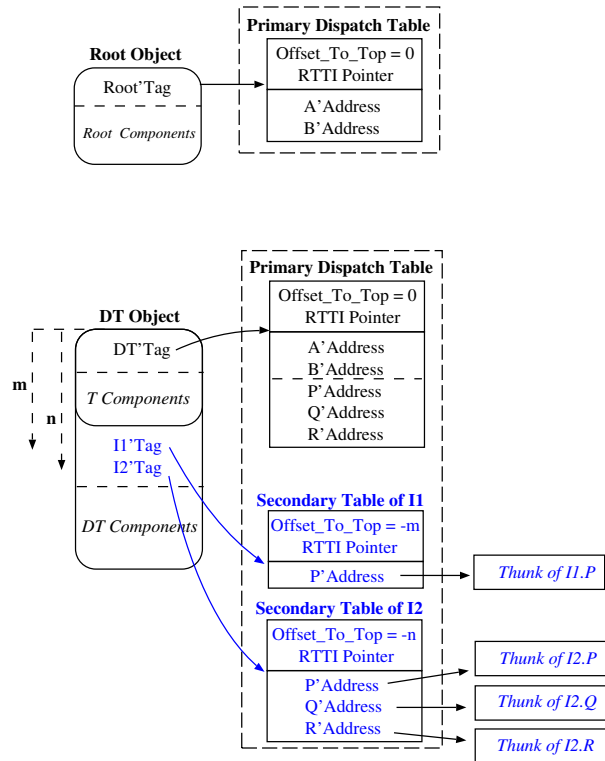 Primary Dispatch Table
Root Object
Offset_To_Top = 0
RTTI Pointer
Root’Tag
A’Address
B’Address
Root Components
Primary Dispatch Table
Offset_To_Top = 0
RTTI Pointer
DT Object
DT’Tag
A’Address
B’Address
P’Address
Q’Address
R’Address
m
n
T Components
I1’Tag
I2’Tag
DT Components
Secondary Table of I1
Offset_To_Top = -m
RTTI Pointer
P’Address
Thunk of I1.P
Secondary Table of I2
Offset_To_Top = -n
RTTI Pointer
P’Address
Q’Address
R’Address
Thunk of I2.P
Thunk of I2.Q
Thunk of I2.R